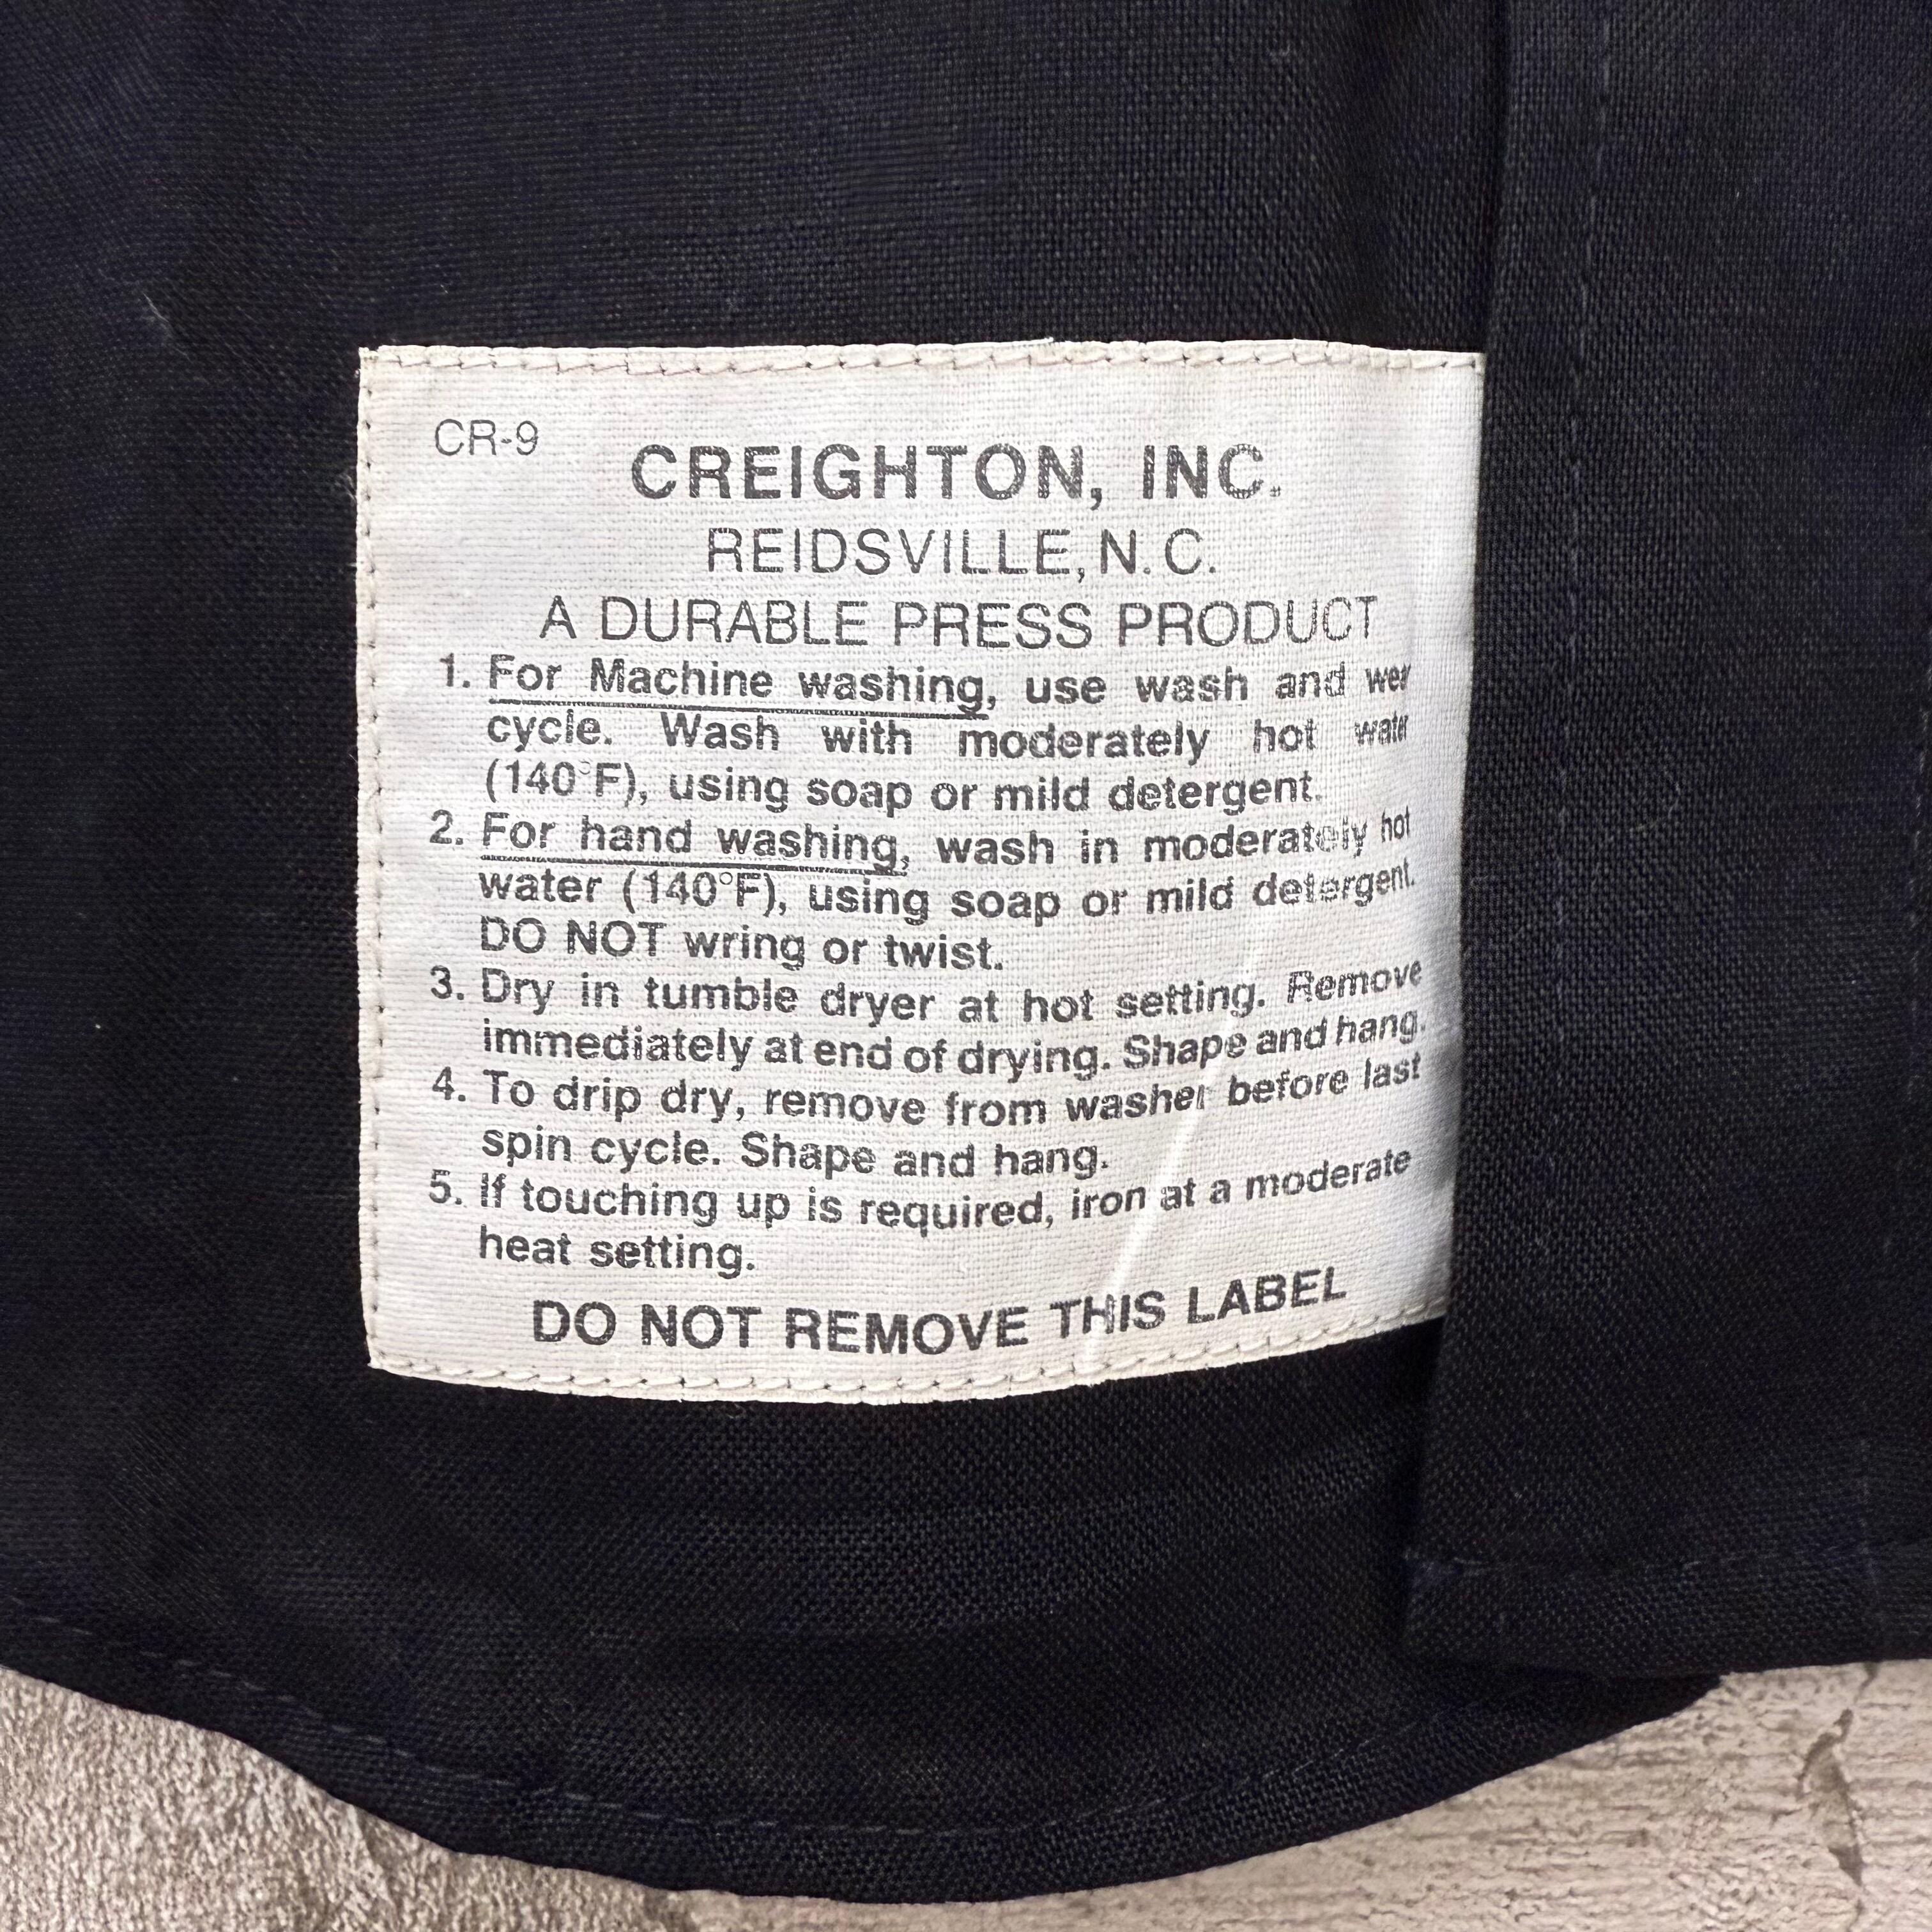 CR-9
CREIGHTON, INC.
REIDSVILLE, N.C.
A DURABLE PRESS PRODUCT
1. For Machine washing, use wash and
cycle. Wash with moderately hot
(140°F), using soap or mild detergent.
2. For hand washing, wash in moderately hot
water (140°F), using soap or mild detergent.
DO NOT wring or twist.
3. Dry in tumble dryer at hot setting. Remove
immediately at end of drying. Shape and hang.
4. To drip dry, remove from washer before last
spin cycle. Shape and hang.
5. If touching up is required, iron at a moderate
heat setting.
DO NOT REMOVE THIS LABEL